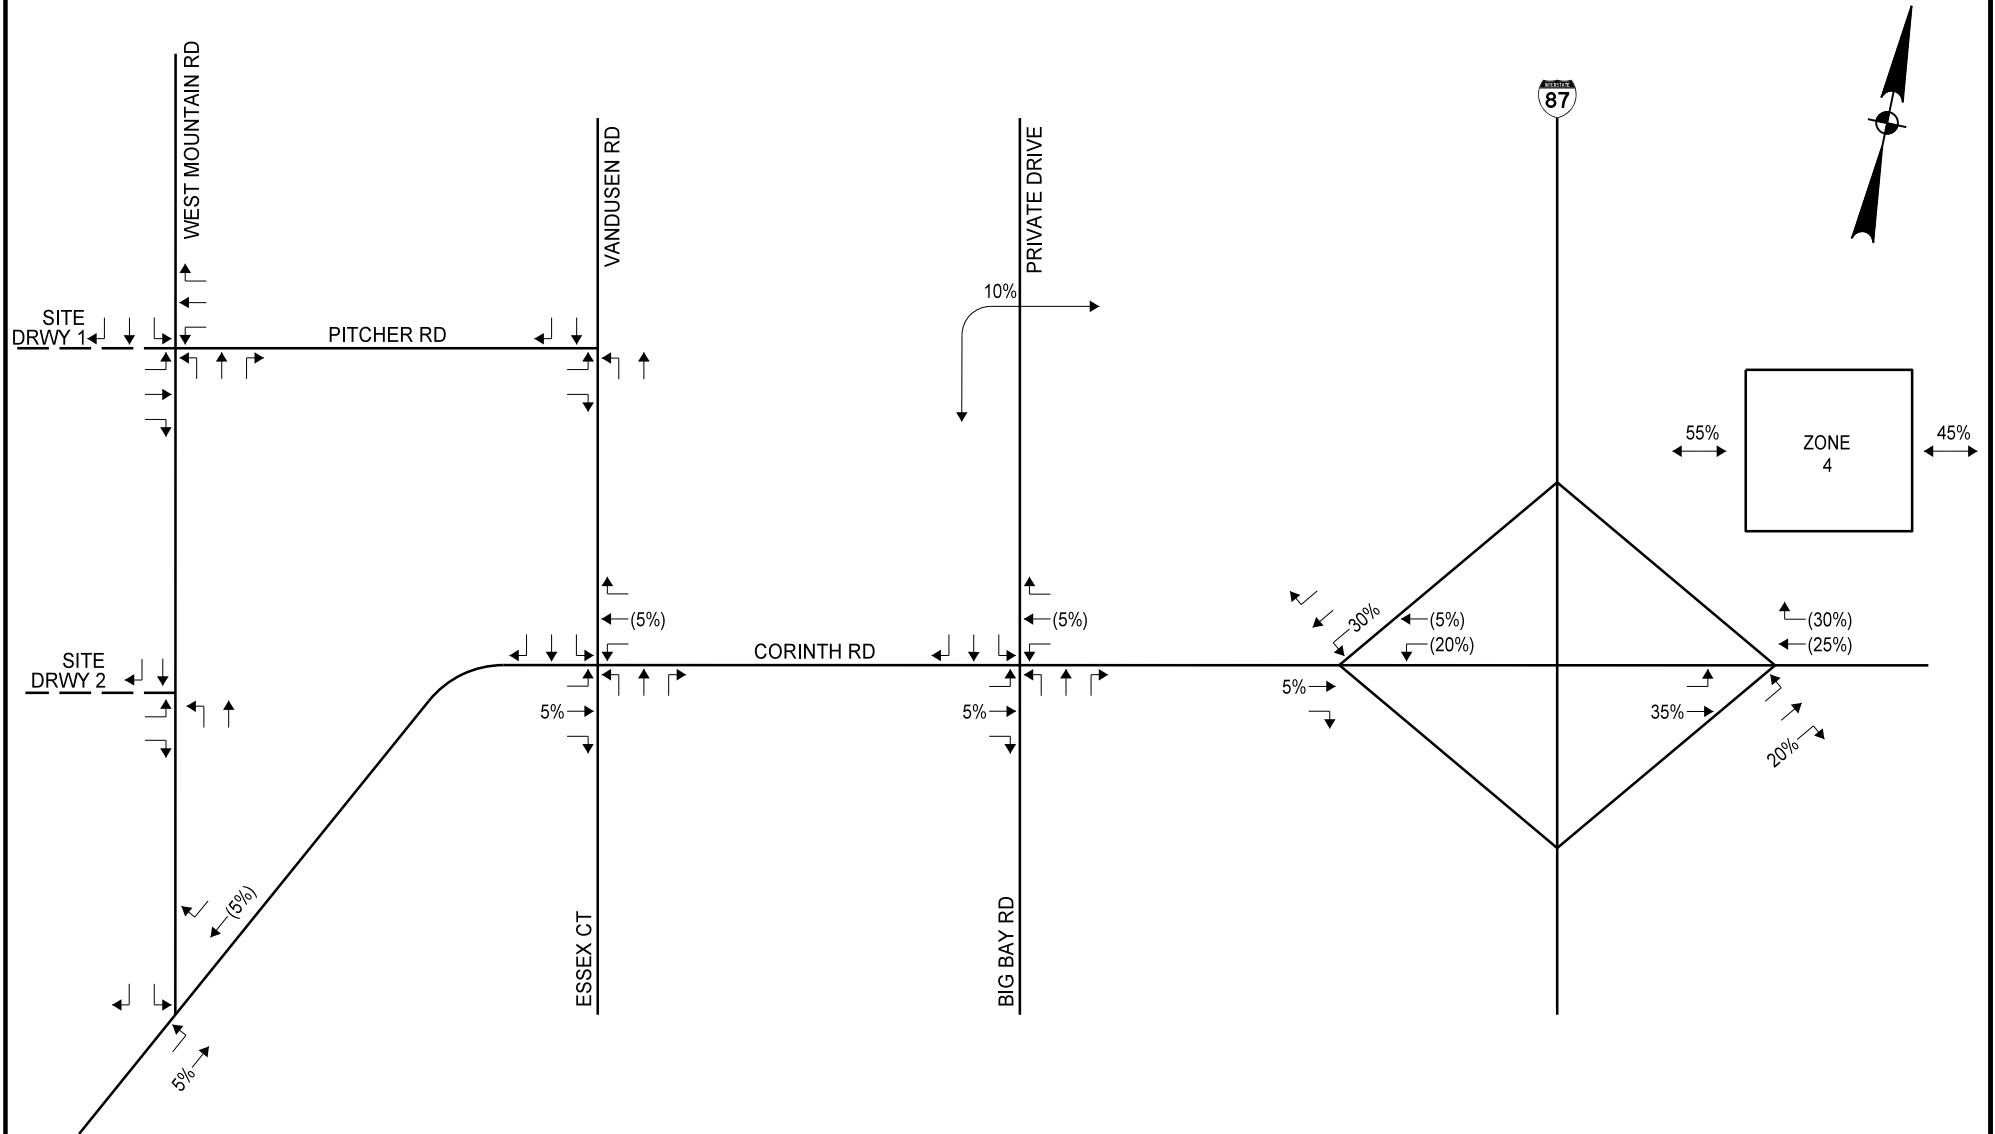 WEST MOUNTAIN RD
VANDUSEN RD
PRIVATE DRIVE
INTERSTATE
87
10%
SITE
DRWY 1
PITCHER RD
55%
ZONE
4
45%
30%
(5%)
(20%)
(30%)
(25%)
(5%)
(5%)
SITE
DRWY 2
CORINTH RD
5%
5%
5%
35%
20%
(5%)
ESSEX CT
BIG BAY RD
5%